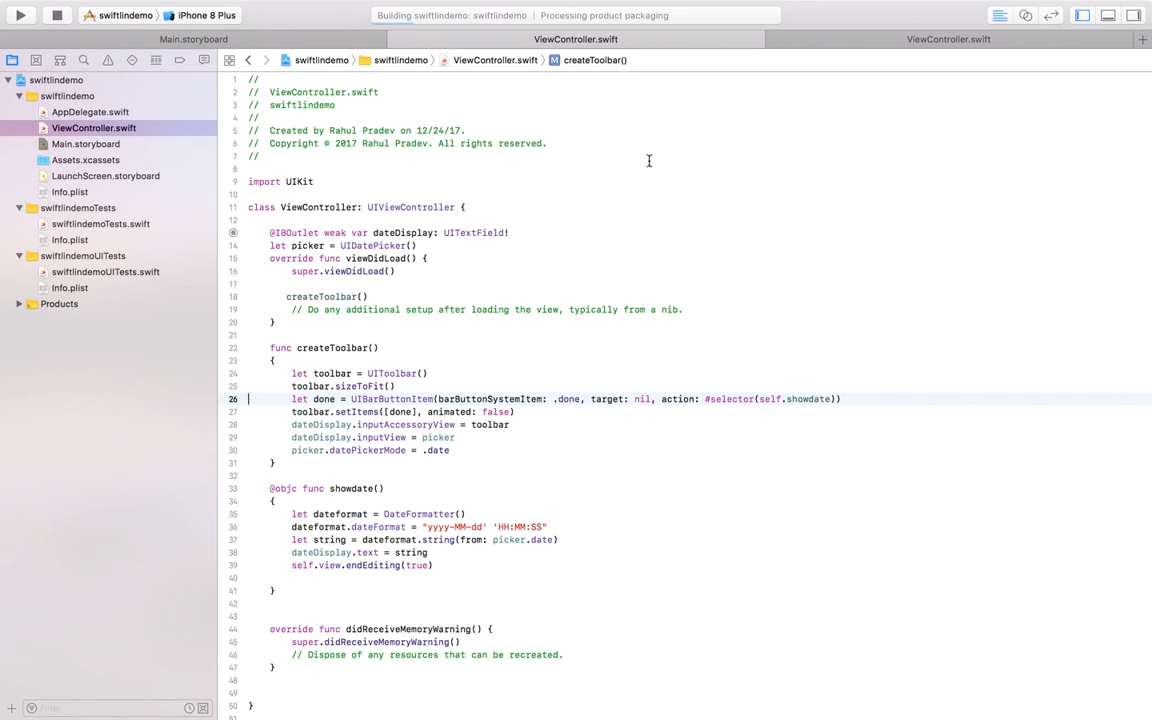 swiftlindemo
iPhone 8 Plus
Building swiftlindemo: swiftlindemo | Processing product packaging
Main.storyboard
ViewController.swift
ViewController.swift
swiftlindemo
swiftlindemo
ViewController.swift
M createToolbar()
swiftlindemo
swiftlindemo
AppDelegate.swift
ViewController.swift
Main.storyboard
Assets.xcassets
LaunchScreen.storyboard
Info.plist
swiftlindemoTests
swiftlindemoTests.swift
Info.plist
swiftlindemoUITests
swiftlindemoUITests.swift
Info.plist
Products
Filter
1 //
2 // ViewController.swift
3 // swiftlindemo
4 //
5 // Created by Rahul Pradev on 12/24/17.
6 // Copyright © 2017 Rahul Pradev. All rights reserved.
7 //
8
9 import UIKit
10
11 class ViewController: UIViewController {
12
@IBOutlet weak var dateDisplay: UITextField!
14 let picker = UIDatePicker()
15 override func viewDidLoad() {
16 super.viewDidLoad()
17
18 createToolbar()
19 // Do any additional setup after loading the view, typically from a nib.
20 }
21
22 func createToolbar()
23 {
24 let toolbar = UIToolbar()
25 toolbar.sizeToFit()
26 let done = UIBarButtonItem(barButtonSystemItem: .done, target: nil, action: #selector(self.showdate))
27 toolbar.setItems([done], animated: false)
28 dateDisplay.inputAccessoryView = toolbar
29 dateDisplay.inputView = picker
30 picker.datePickerMode = .date
31 }
32
33 @objc func showdate()
34 {
35 let dateformat = DateFormatter()
36 dateformat.dateFormat = "yyyy-MM-dd' 'HH:MM:SS"
37 let string = dateformat.string(from: picker.date)
38 dateDisplay.text = string
39 self.view.endEditing(true)
40
41 }
42
43
44 override func didReceiveMemoryWarning() {
45 super.didReceiveMemoryWarning()
46 // Dispose of any resources that can be recreated.
47 }
48
49
50 }
51